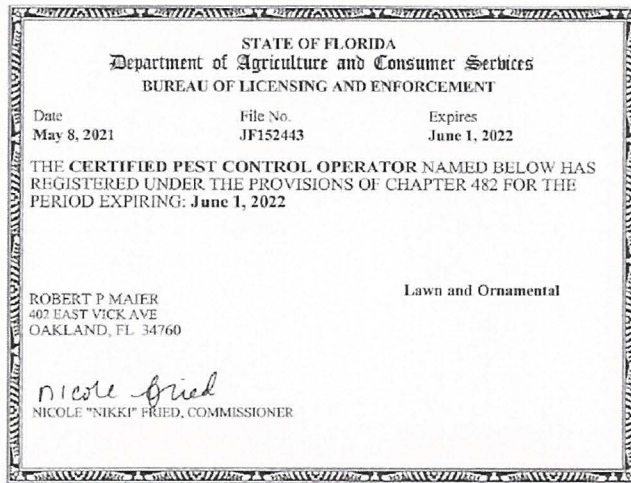 STATE OF FLORIDA
Department of Agriculture and Consumer Services
BUREAU OF LICENSING AND ENFORCEMENT
Date File No. Expires
May 8, 2021 JF152443 June 1, 2022
THE CERTIFIED PEST CONTROL OPERATOR NAMED BELOW HAS
REGISTERED UNDER THE PROVISIONS OF CHAPTER 482 FOR THE
PERIOD EXPIRING: June 1, 2022
Lawn and Ornamental
ROBERT P MAIER
402 EAST VICK AVE
OAKLAND, FL 34760
Nicole Fried
NICOLE "NIKKI" FRIED, COMMISSIONER